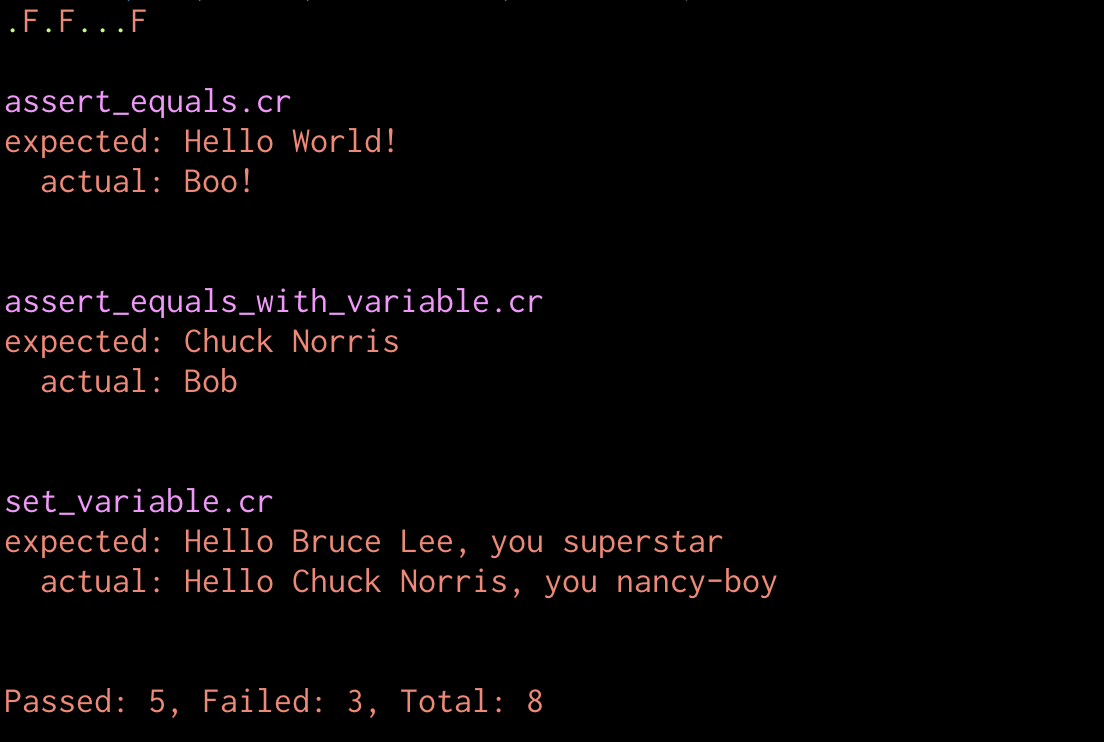 .F.F...F
assert_equals.cr
expected: Hello World!
actual: Boo!
assert_equals_with_variable.cr
expected: Chuck Norris
actual: Bob
set_variable.cr
expected: Hello Bruce Lee, you superstar
actual: Hello Chuck Norris, you nancy-boy
Passed: 5, Failed: 3, Total: 8